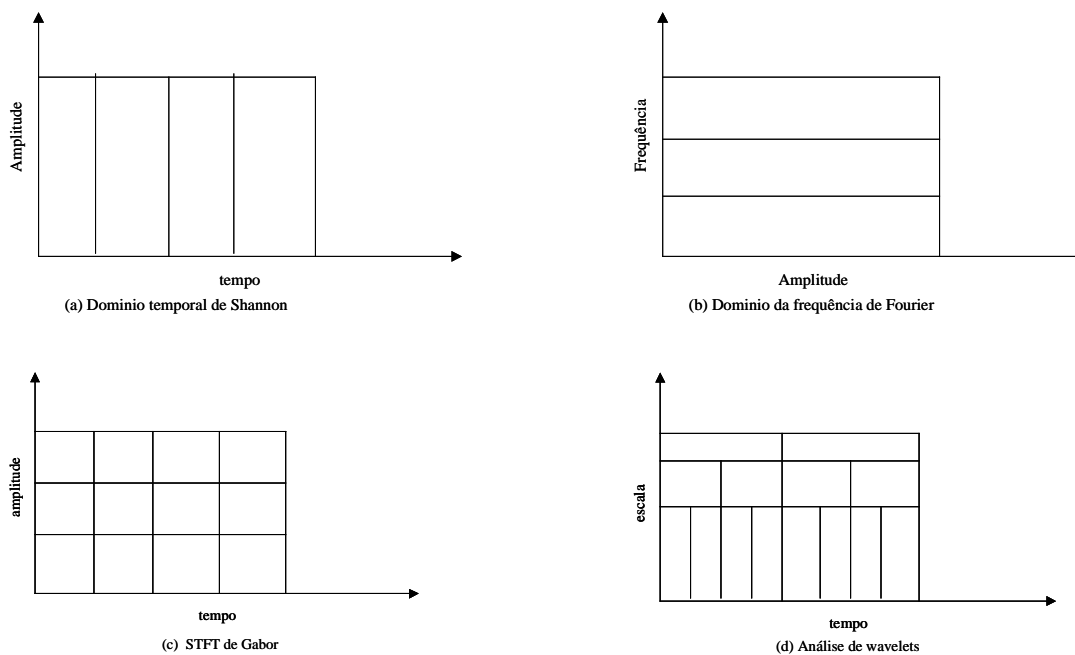 Amplitude
tempo
(a) Dominio temporal de Shannon
Frequência
Amplitude
(b) Dominio da frequência de Fourier
amplitude
tempo
(c) STFT de Gabor
escala
tempo
(d) Análise de wavelets